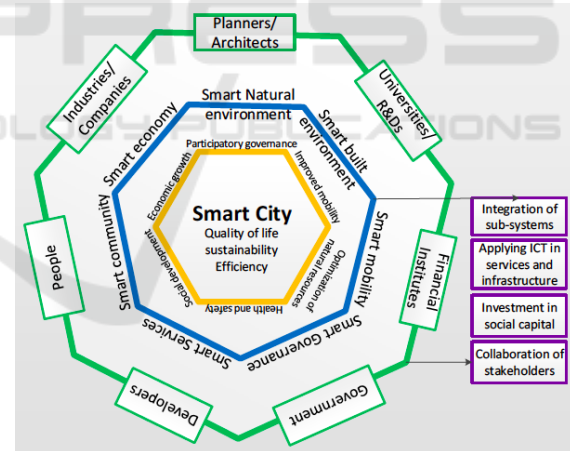 PRESS
OLOGY PUBLICATIONS
Planners/
Architects
Industries/
Companies
Universities/
R&Ds
Smart Natural
environment
Smart economy
Smart built
environment
Participatory governance
Economic growth
Improved mobility
Smart City
Quality of life
sustainability
Efficiency
Smart community
Social development
Optimization of
natural resources
Smart mobility
Health and safety
Smart Services
Smart Governance
People
Financial
Institutes
Developers
Government
Integration of
sub-systems
Applying ICT in
services and
infrastructure
Investment in
social capital
Collaboration of
stakeholders